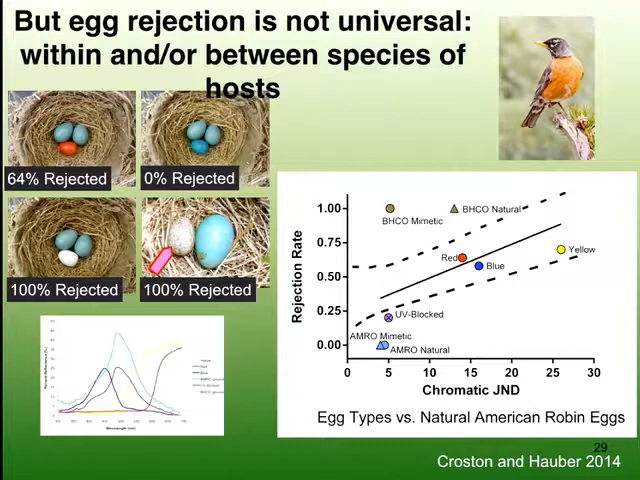 But egg rejection is not universal:
within and/or between species of
hosts
64% Rejected
0% Rejected
100% Rejected
100% Rejected
Rejection Rate
1.00
0.75
0.50
0.25
0.00
BHCO Mimetic
BHCO Natural
Red
Blue
Yellow
UV-Blocked
AMRO Mimetic
AMRO Natural
0 5 10 15 20 25 30
Chromatic JND
Egg Types vs. Natural American Robin Eggs
29
Croston and Hauber 2014